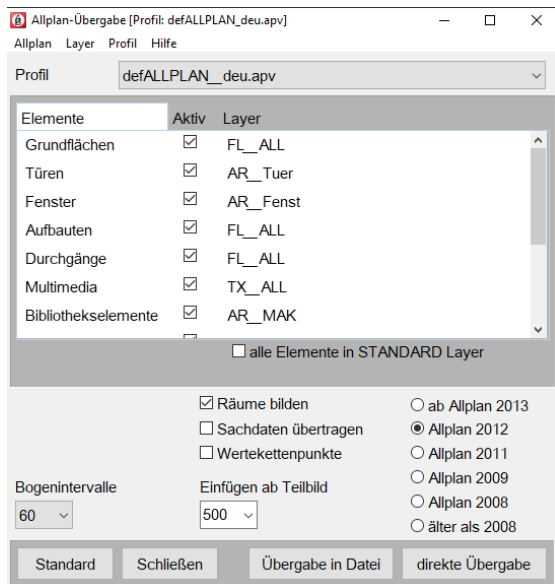 Allplan-Übergabe [Profil: defALLPLAN_deu.apv]
Allplan Layer Profil Hilfe
Profil defALLPLAN__deu.apv
Elemente Aktiv Layer
Grundflächen FL__ALL
Türen AR__Tuer
Fenster AR__Fenst
Aufbauten FL__ALL
Durchgänge FL__ALL
Multimedia TX__ALL
Bibliothekselemente AR__MAK
alle Elemente in STANDARD Layer
Räume bilden ab Allplan 2013
Sachdaten übertragen Allplan 2012
Wertekettenpunkte Allplan 2011
Allplan 2009
Bogenintervalle Einfügen ab Teilbild Allplan 2008
60 500 älter als 2008
Standard Schließen Übergabe in Datei direkte Übergabe